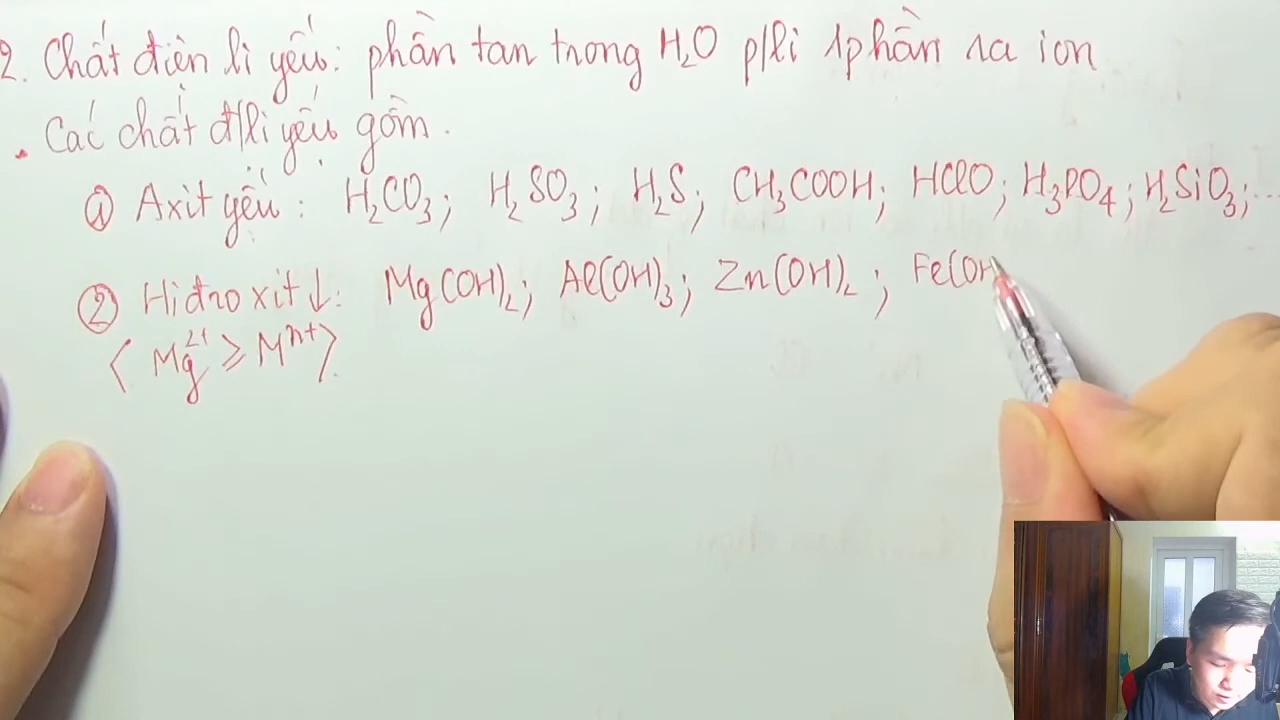 2. Chất điện li yếu: phần tan trong H₂O p/li 1phần ra ion
. Các chất đ/li yếu gồm.
① Axit yếu: H₂CO₃; H₂SO₃; H₂S; CH₃COOH; HClO; H₃PO₄; H₂SiO₃;...
② Hiđroxit↓: Mg(OH)₂; Al(OH)₃; Zn(OH)₂; Fe(OH
⟨Mg²⁺ ⩾ Mⁿ⁺⟩.